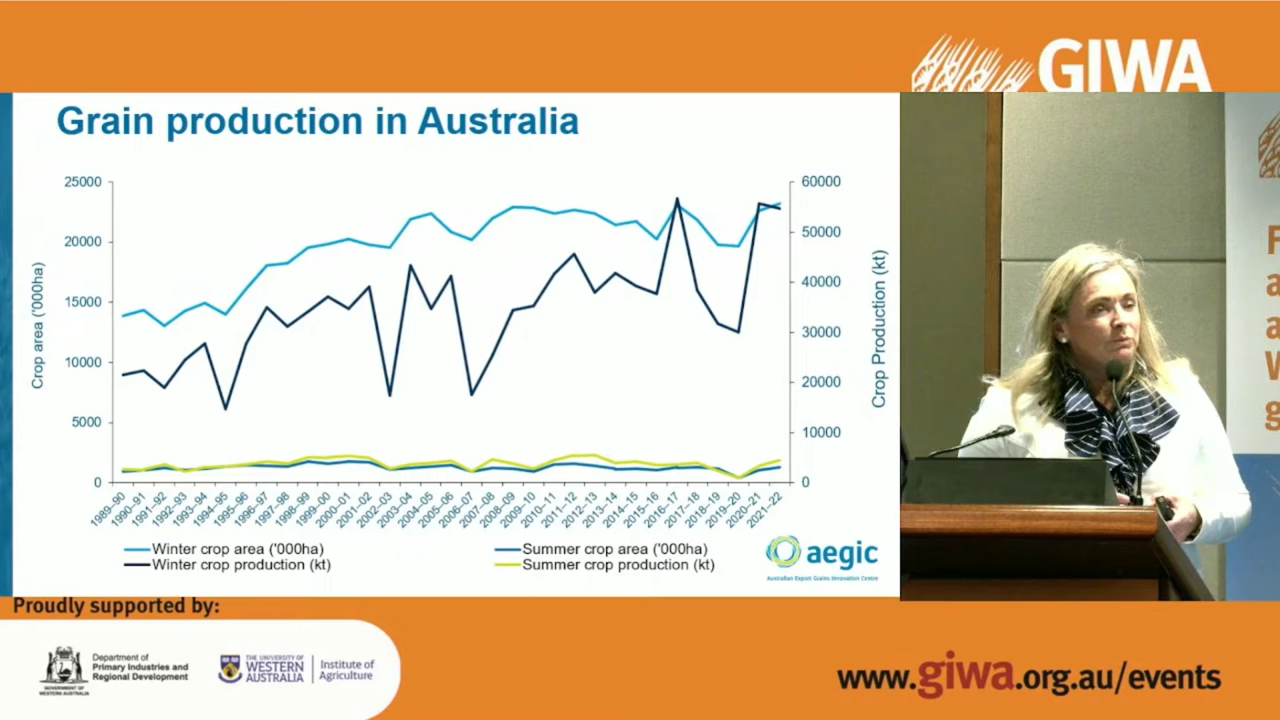 GIWA
Grain production in Australia
Crop area ('000ha)
25000
20000
15000
10000
5000
0
60000
50000
40000
30000
20000
10000
0
Crop Production (kt)
1989–90
1990–91
1991–92
1992–93
1993–94
1994–95
1995–96
1996–97
1997–98
1998–99
1999–00
2000–01
2001–02
2002–03
2003–04
2004–05
2005–06
2006–07
2007–08
2008–09
2009–10
2010–11
2011–12
2012–13
2013–14
2014–15
2015–16
2016–17
2017–18
2018–19
2019–20
2020–21
2021–22
Winter crop area ('000ha)
Summer crop area ('000ha)
Winter crop production (kt)
Summer crop production (kt)
aegic
Australian Export Grains Innovation Centre
F
a
a
W
g
Proudly supported by:
GOVERNMENT OF
WESTERN AUSTRALIA
Department of
Primary Industries and
Regional Development
THE UNIVERSITY OF
WESTERN
AUSTRALIA
Institute of
Agriculture
www.giwa.org.au/events